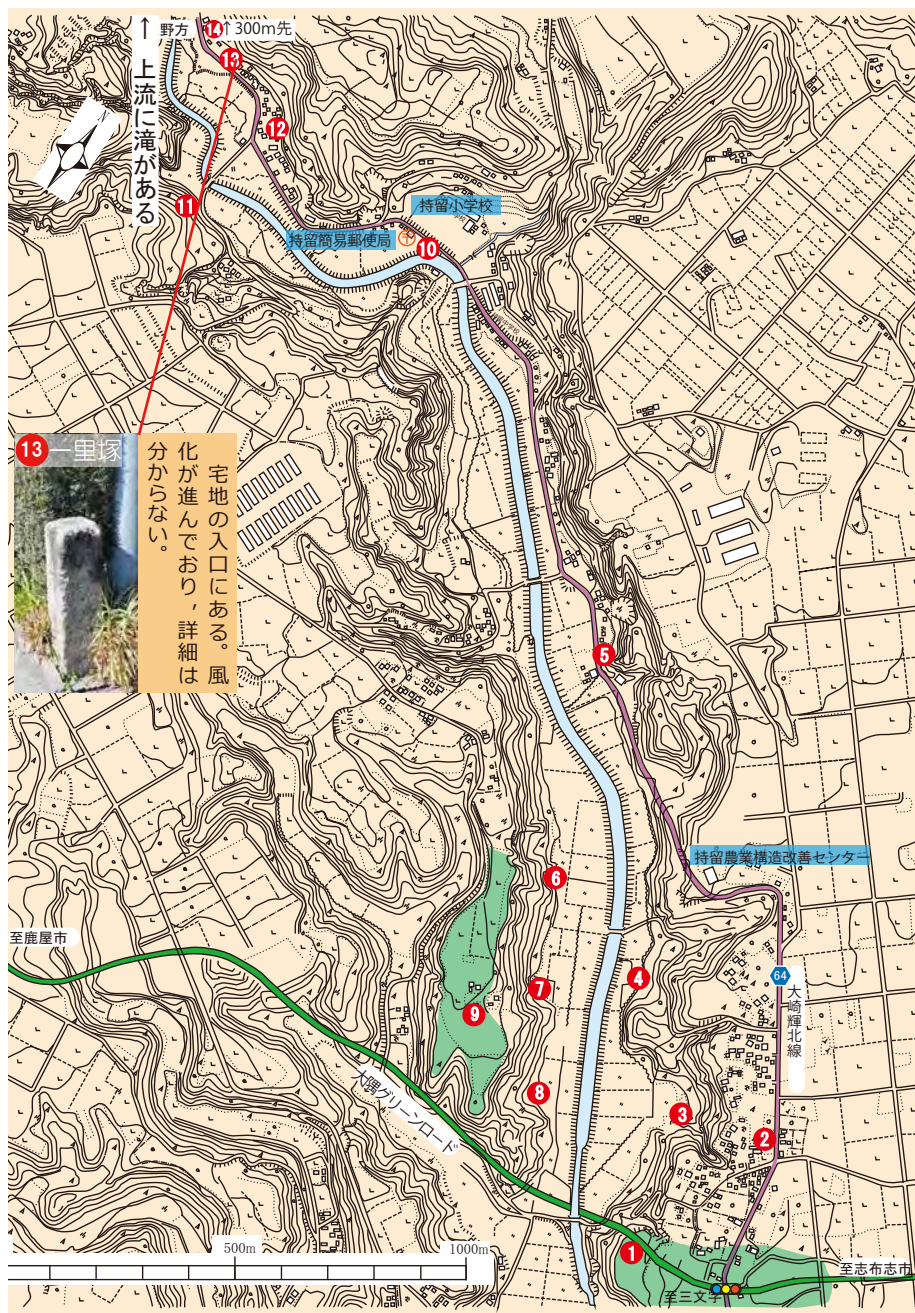 野方
⑭↑300m先
⑬
← 上流に滝がある
N
⑫
⑪
持留小学校
持留簡易郵便局
⑩
⑬一里塚
宅地の入口にある。風
化が進んでおり，詳細は
分からない。
⑤
持留農業構造改善センター
⑥
至鹿屋市
④
64
大崎輝北線
⑦
⑨
⑧
大隅グリーンロード
③
②
①
500m
1000m
至志布志市
至三文字